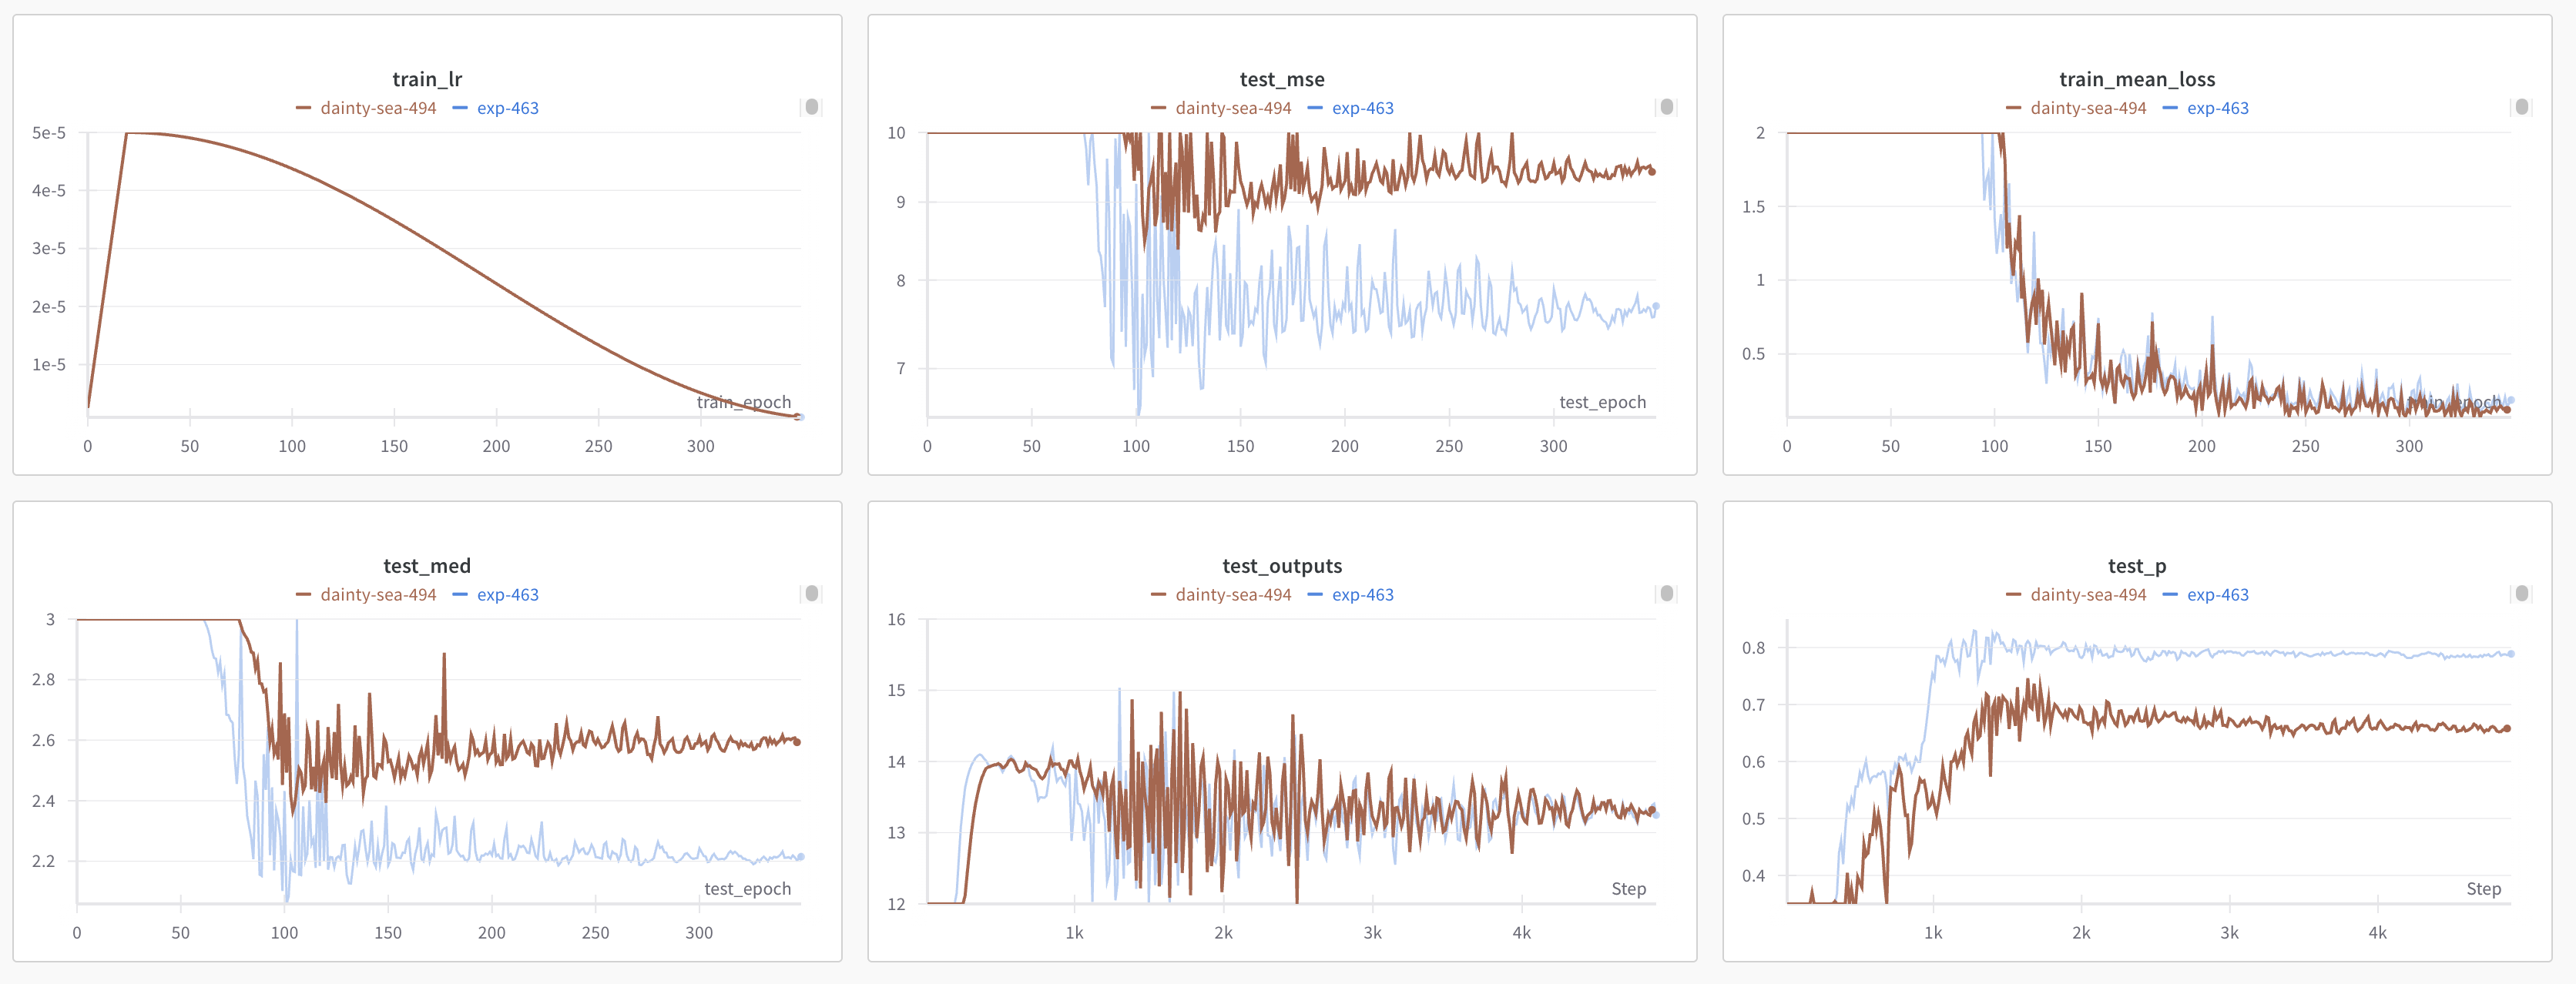 train_lr
dainty-sea-494 exp-463
5e-5
4e-5
3e-5
2e-5
1e-5
train_epoch
0 50 100 150 200 250 300
test_mse
dainty-sea-494 exp-463
10
9
8
7
test_epoch
0 50 100 150 200 250 300
train_mean_loss
dainty-sea-494 exp-463
2
1.5
1
0.5
train_epoch
0 50 100 150 200 250 300
test_med
dainty-sea-494 exp-463
3
2.8
2.6
2.4
2.2
test_epoch
0 50 100 150 200 250 300
test_outputs
dainty-sea-494 exp-463
16
15
14
13
12
Step
1k 2k 3k 4k
test_p
dainty-sea-494 exp-463
0.8
0.7
0.6
0.5
0.4
Step
1k 2k 3k 4k